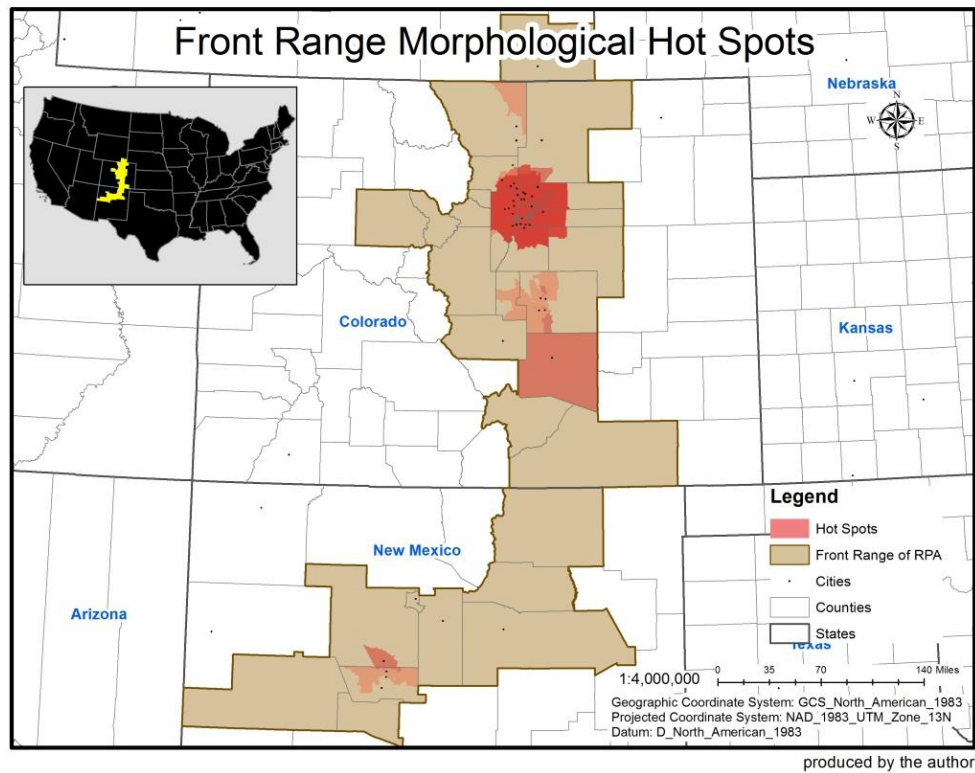 Front Range Morphological Hot Spots
Nebraska
N
W
E
S
Colorado
Kansas
New Mexico
Arizona
Legend
Hot Spots
Front Range of RPA
Cities
Counties
States
Texas
1:4,000,000
0 35 70 140 Miles
Geographic Coordinate System: GCS_North_American_1983
Projected Coordinate System: NAD_1983_UTM_Zone_13N
Datum: D_North_American_1983
produced by the author